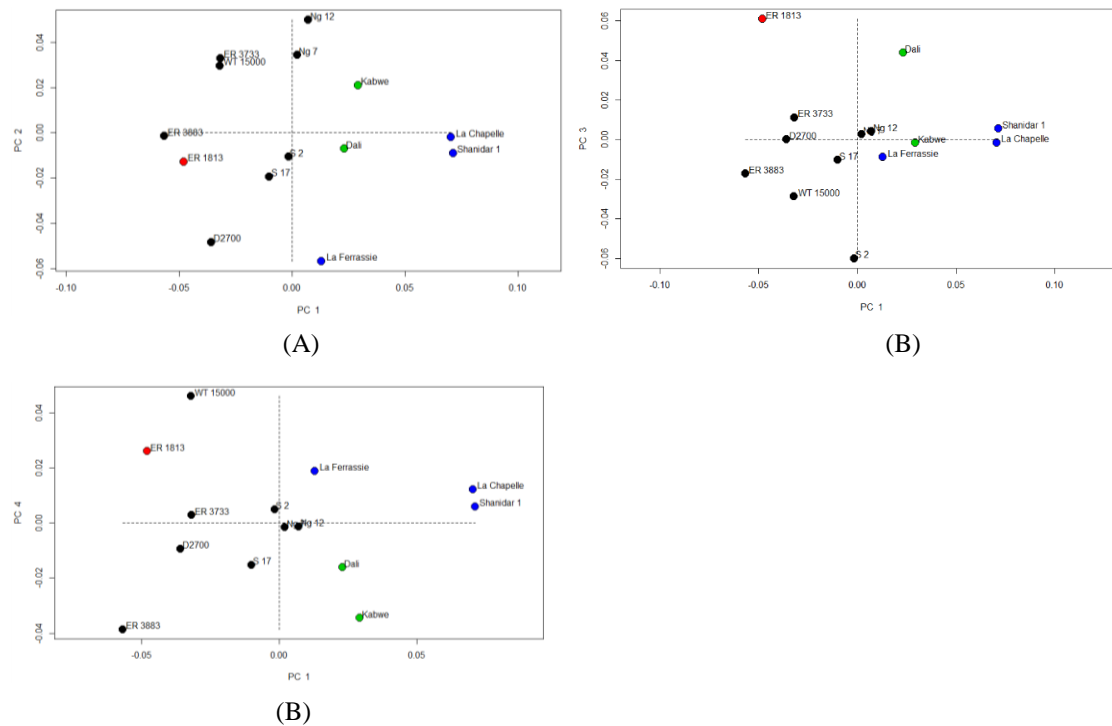 Ng 12
Ng 7
ER 3733
WT 15000
Kabwe
ER 3883
La Chapelle
Dali
Shanidar 1
S 2
ER 1813
S 17
D2700
La Ferrassie
PC 2
-0.06 -0.04 -0.02 0.00 0.02 0.04
-0.10 -0.05 0.00 0.05 0.10
PC 1
(A)
ER 1813
Dali
ER 3733
Ng 12
Shanidar 1
D2700
Kabwe
La Chapelle
S 17
La Ferrassie
ER 3883
WT 15000
S 2
PC 3
-0.06 -0.04 -0.02 0.00 0.02 0.04 0.06
-0.10 -0.05 0.00 0.05 0.10
PC 1
(B)
WT 15000
ER 1813
La Ferrassie
La Chapelle
Shanidar 1
ER 3733
S 2
Ng 12
D2700
S 17
Dali
Kabwe
ER 3883
PC 4
-0.04 -0.02 0.00 0.02 0.04
-0.05 0.00 0.05
PC 1
(B)